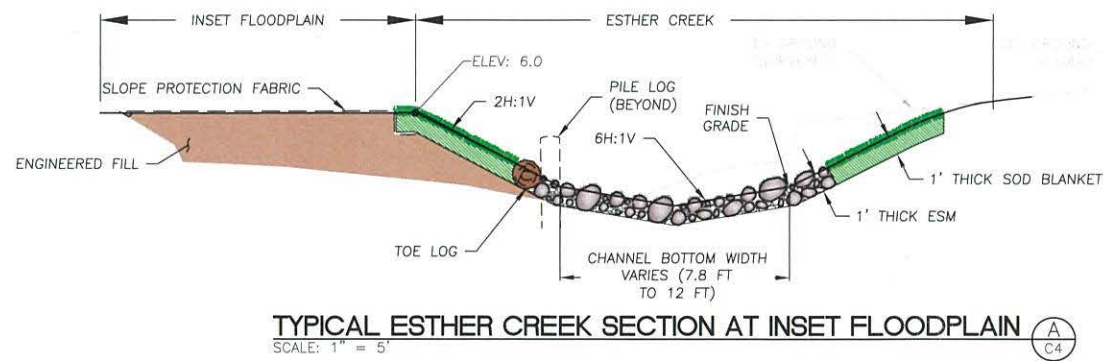 INSET FLOODPLAIN
ESTHER CREEK
ELEV: 6.0
SLOPE PROTECTION FABRIC
2H:1V
PILE LOG
(BEYOND)
FINISH
GRADE
6H:1V
ENGINEERED FILL
1' THICK SOD BLANKET
1' THICK ESM
TOE LOG
CHANNEL BOTTOM WIDTH
VARIES (7.8 FT
TO 12 FT)
TYPICAL ESTHER CREEK SECTION AT INSET FLOODPLAIN
A
C4
SCALE: 1" = 5'